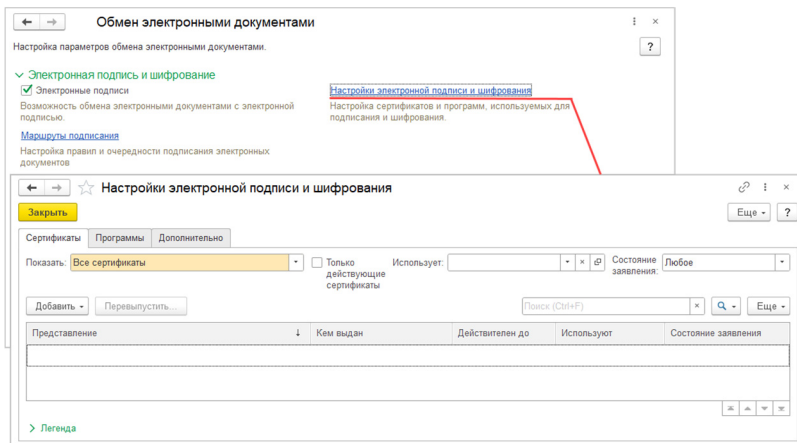 Обмен электронными документами
Настройка параметров обмена электронными документами.
?
Электронная подпись и шифрование
Электронные подписи
Настройки электронной подписи и шифрования
Возможность обмена электронными документами с электронной
подписью.
Настройка сертификатов и программ, используемых для
подписания и шифрования.
Маршруты подписания
Настройка правил и очередности подписания электронных
документов
Настройки электронной подписи и шифрования
Закрыть
Еще
?
Сертификаты Программы Дополнительно
Показать: Все сертификаты
Только
действующие
сертификаты
Использует:
Состояние
заявления:
Любое
Добавить
Перевыпустить...
Поиск (Ctrl+F)
Еще
Представление Кем выдан Действителен до Используют Состояние заявления
Легенда